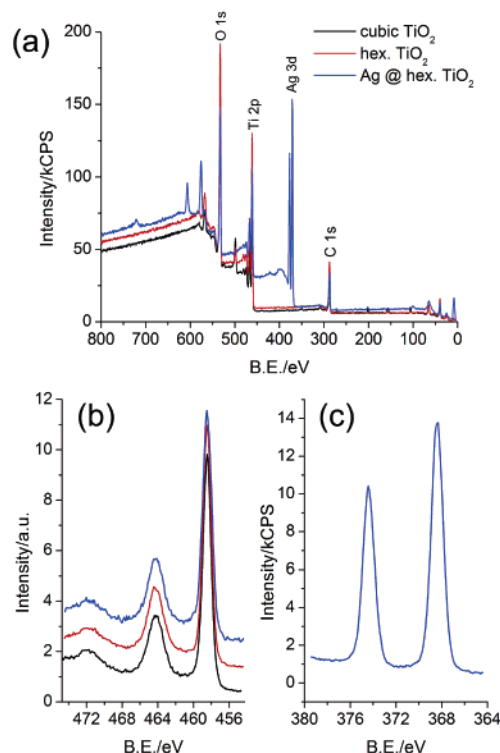 (a)
cubic TiO2
hex. TiO2
Ag @ hex. TiO2
O 1s
Ti 2p
Ag 3d
C 1s
Intensity/kCPS
200
150
100
50
0
800 700 600 500 400 300 200 100 0
B.E./eV
(b)
Intensity/a.u.
12
10
8
6
4
2
0
472 468 464 460 456
B.E./eV
(c)
Intensity/kCPS
14
12
10
8
6
4
2
0
380 376 372 368 364
B.E./eV